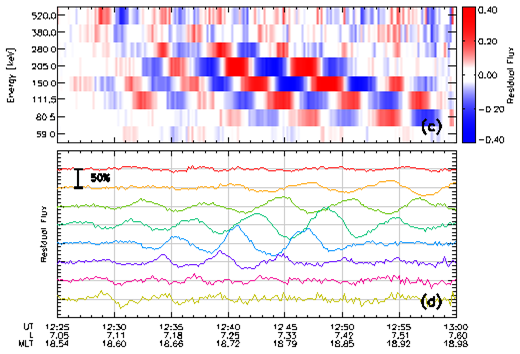 520.0
380.0
280.0
205.0
150.0
111.5
80.5
59.0
Energy [keV]
(c)
0.40
0.20
0.00
-0.20
-0.40
Residual Flux
50%
Residual Flux
(d)
UT 12:25 12:30 12:35 12:40 12:45 12:50 12:55 13:00
L 7.05 7.11 7.18 7.25 7.33 7.42 7.51 7.60
MLT 18.54 18.60 18.66 18.72 18.79 18.85 18.92 18.98